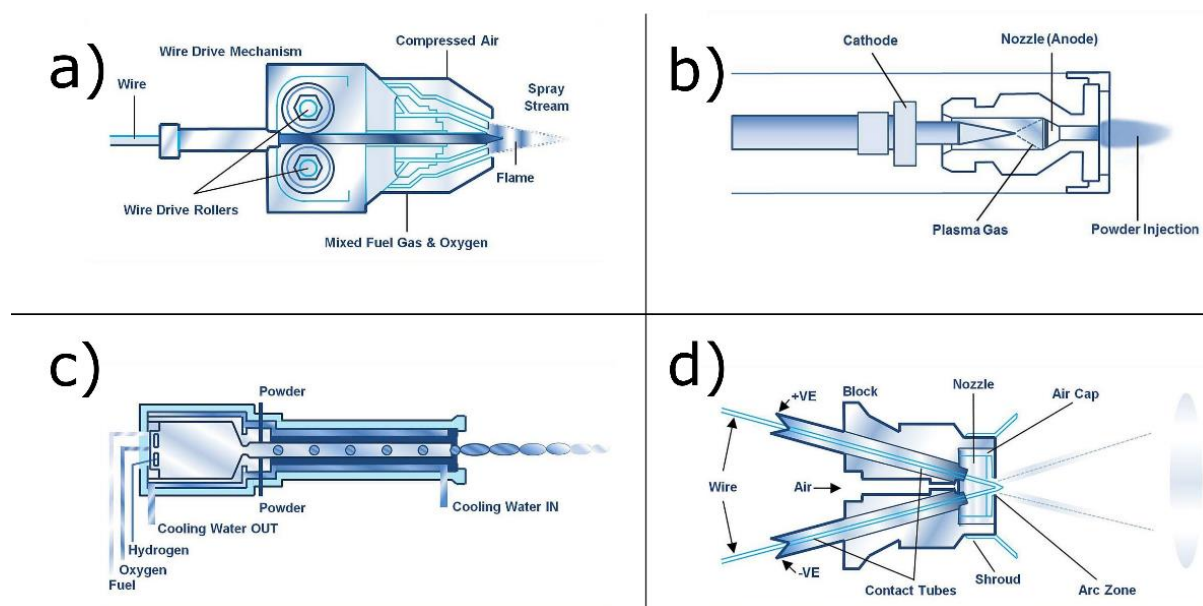 a)
Wire Drive Mechanism
Compressed Air
Wire
Spray
Stream
Flame
Wire Drive Rollers
Mixed Fuel Gas & Oxygen
b)
Cathode
Nozzle (Anode)
Plasma Gas
Powder Injection
c)
Powder
Powder
Cooling Water IN
Cooling Water OUT
Hydrogen
Oxygen
Fuel
d)
+VE
Block
Nozzle
Air Cap
Wire
Air
-VE
Contact Tubes
Shroud
Arc Zone